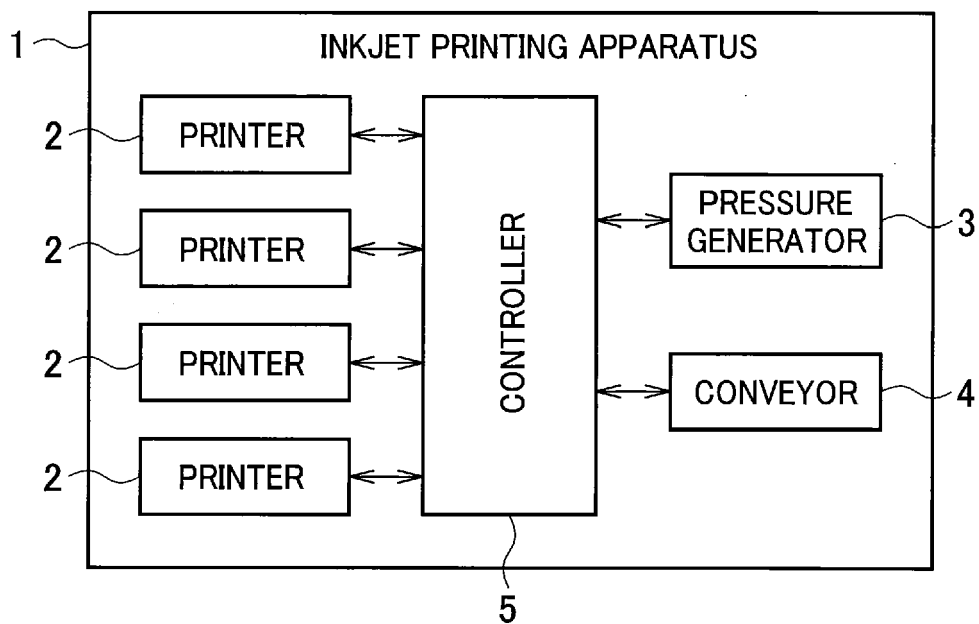 1
INKJET PRINTING APPARATUS
2
PRINTER
2
PRINTER
2
PRINTER
2
PRINTER
CONTROLLER
5
PRESSURE
GENERATOR
3
CONVEYOR
4